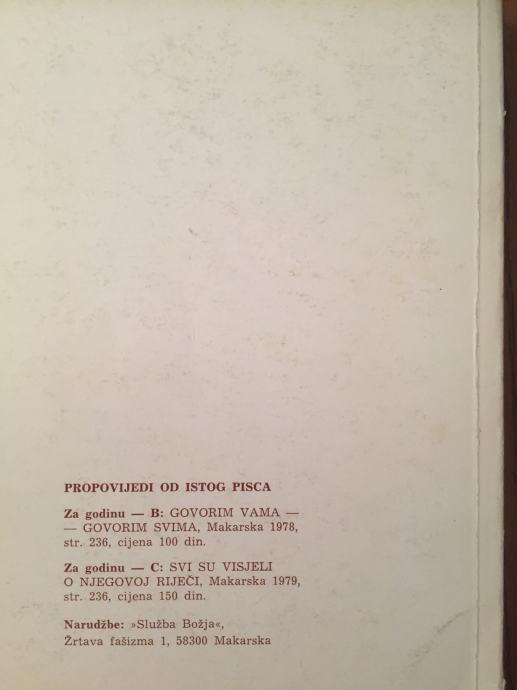 PROPOVIJEDI OD ISTOG PISCA
Za godinu — B: GOVORIM VAMA —
— GOVORIM SVIMA, Makarska 1978,
str. 236, cijena 100 din.
Za godinu — C: SVI SU VISJELI
O NJEGOVOJ RIJEČI, Makarska 1979,
str. 236, cijena 150 din.
Narudžbe: »Služba Božja«,
Žrtava fašizma 1, 58300 Makarska